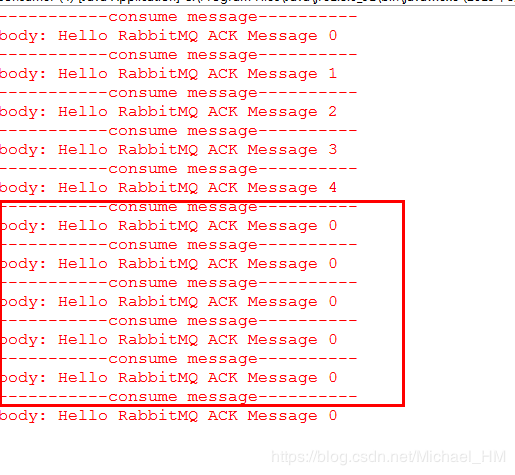 -----------consume message----------
body: Hello RabbitMQ ACK Message 0
-----------consume message----------
body: Hello RabbitMQ ACK Message 1
-----------consume message----------
body: Hello RabbitMQ ACK Message 2
-----------consume message----------
body: Hello RabbitMQ ACK Message 3
-----------consume message----------
body: Hello RabbitMQ ACK Message 4
-----------consume message----------
body: Hello RabbitMQ ACK Message 0
-----------consume message----------
body: Hello RabbitMQ ACK Message 0
-----------consume message----------
body: Hello RabbitMQ ACK Message 0
-----------consume message----------
body: Hello RabbitMQ ACK Message 0
-----------consume message----------
body: Hello RabbitMQ ACK Message 0
-----------consume message----------
body: Hello RabbitMQ ACK Message 0
https://blog.csdn.net/Michael_HM